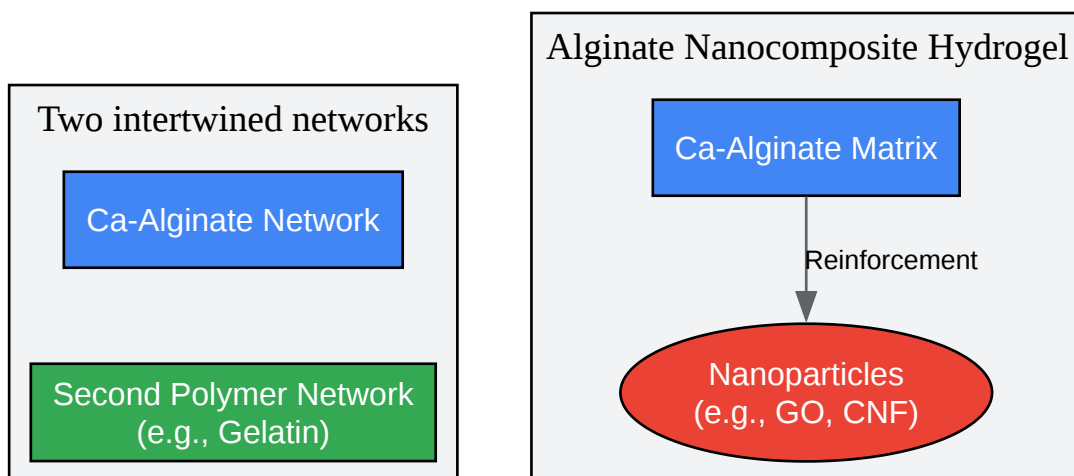 Two intertwined networks
Ca-Alginate Network
Second Polymer Network
(e.g., Gelatin)
Alginate Nanocomposite Hydrogel
Ca-Alginate Matrix
Reinforcement
Nanoparticles
(e.g., GO, CNF)